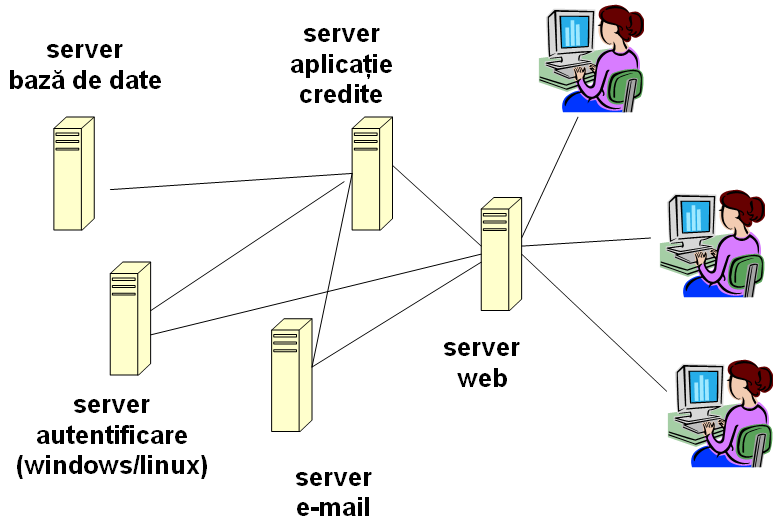 server
bază de date
server
aplicație
credite
server
web
server
autentificare
(windows/linux)
server
e-mail